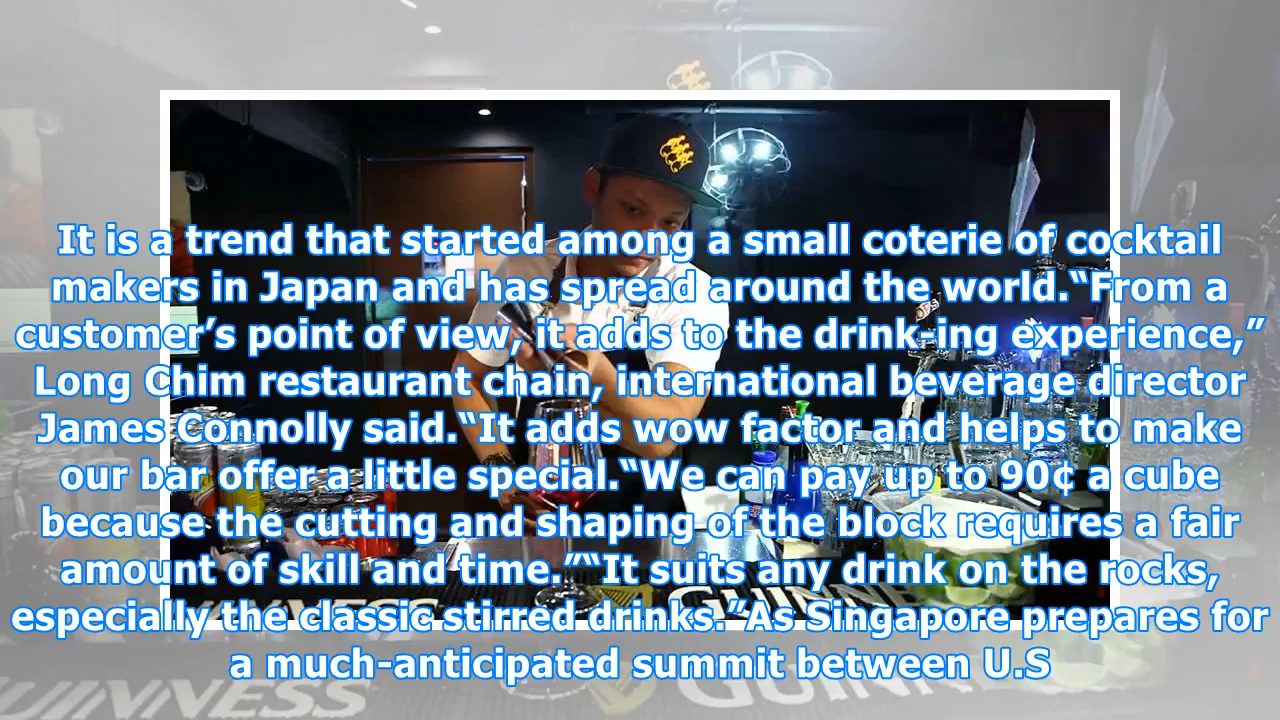 It is a trend that started among a small coterie of cocktail
makers in Japan and has spread around the world.“From a
customer’s point of view, it adds to the drink-ing experience,”
Long Chim restaurant chain, international beverage director
James Connolly said.“It adds wow factor and helps to make
our bar offer a little special.“We can pay up to 90¢ a cube
because the cutting and shaping of the block requires a fair
amount of skill and time.”“It suits any drink on the rocks,
especially the classic stirred drinks.”As Singapore prepares for
a much-anticipated summit between U.S
GUINNESS
GUINNESS